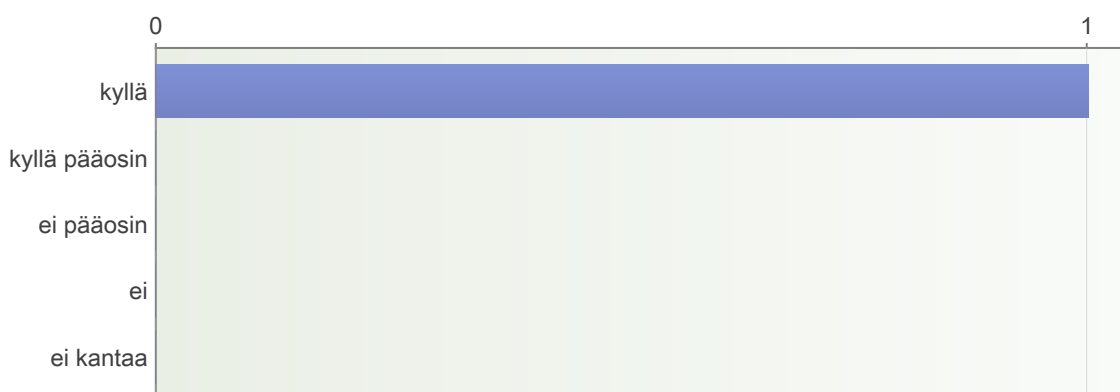 0 1
kyllä
kyllä pääosin
ei pääosin
ei
ei kantaa